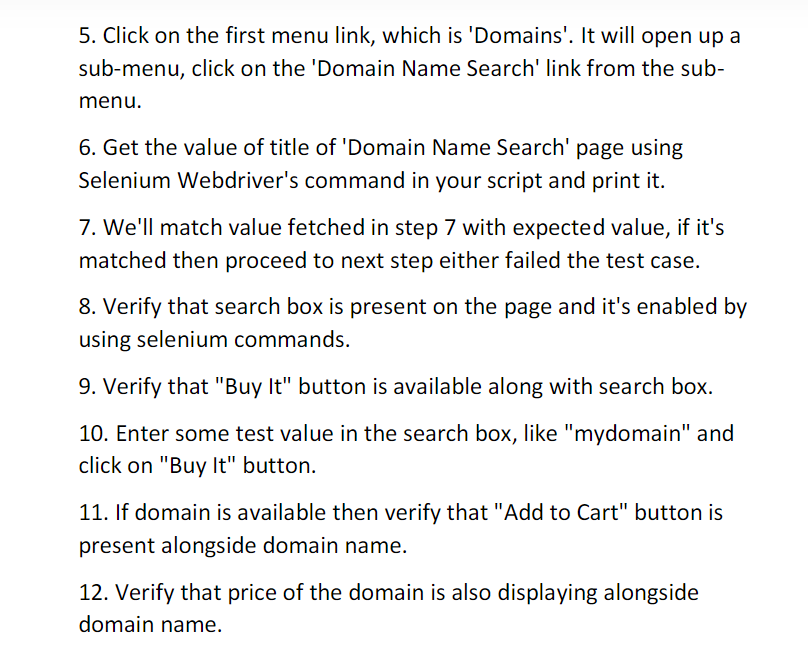 5. Click on the first menu link, which is 'Domains'. It will open up a
sub-menu, click on the 'Domain Name Search' link from the sub-
menu.
6. Get the value of title of 'Domain Name Search' page using
Selenium Webdriver's command in your script and print it.
7. We'll match value fetched in step 7 with expected value, if it's
matched then proceed to next step either failed the test case.
8. Verify that search box is present on the page and it's enabled by
using selenium commands.
9. Verify that "Buy It" button is available along with search box.
10. Enter some test value in the search box, like "mydomain" and
click on "Buy It" button.
11. If domain is available then verify that "Add to Cart" button is
present alongside domain name.
12. Verify that price of the domain is also displaying alongside
domain name.